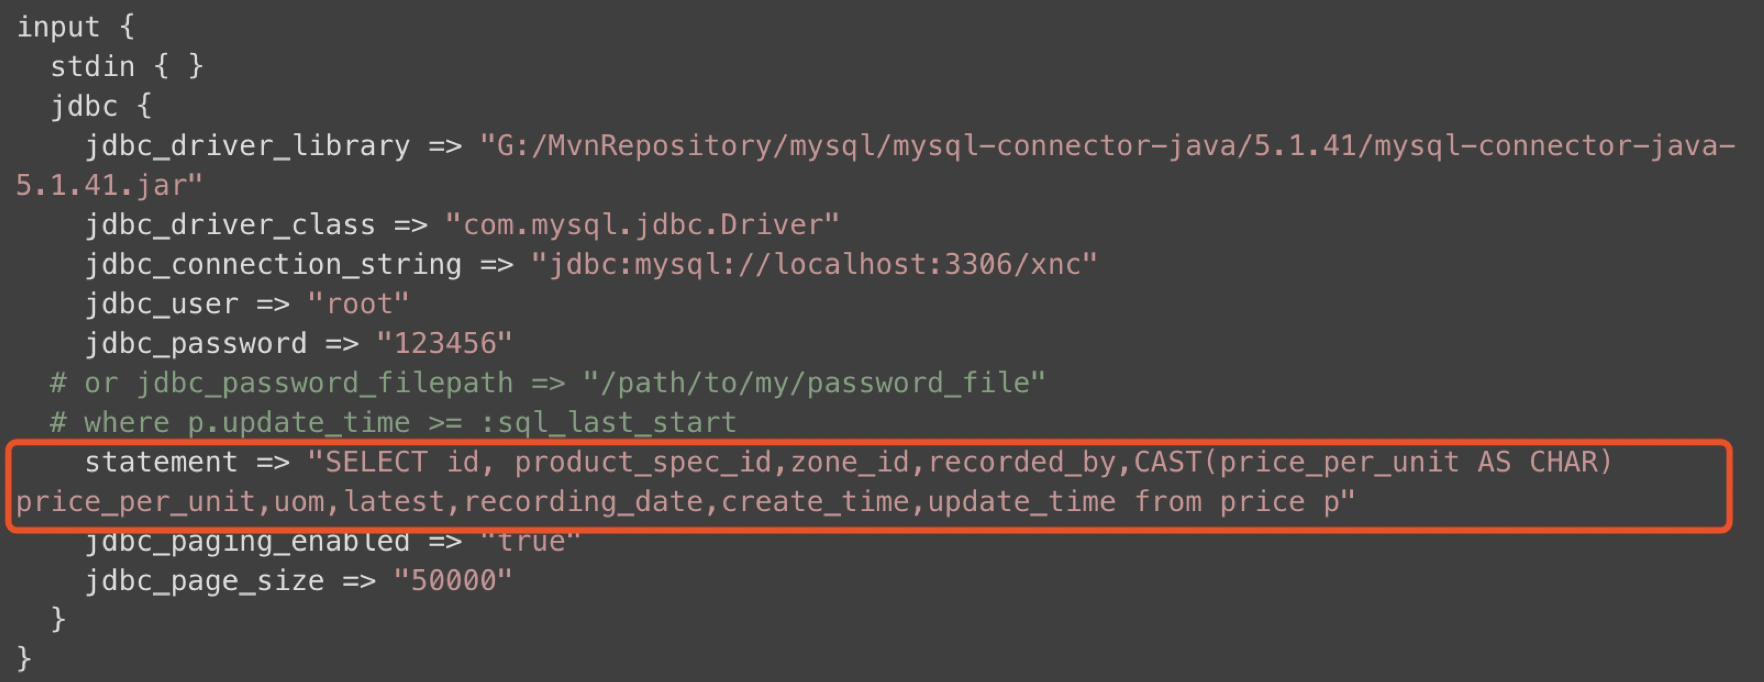 input {
  stdin { }
  jdbc {
    jdbc_driver_library => "G:/MvnRepository/mysql/mysql-connector-java/5.1.41/mysql-connector-java-
5.1.41.jar"
    jdbc_driver_class => "com.mysql.jdbc.Driver"
    jdbc_connection_string => "jdbc:mysql://localhost:3306/xnc"
    jdbc_user => "root"
    jdbc_password => "123456"
  # or jdbc_password_filepath => "/path/to/my/password_file"
  # where p.update_time >= :sql_last_start
    statement => "SELECT id, product_spec_id,zone_id,recorded_by,CAST(price_per_unit AS CHAR)
price_per_unit,uom,latest,recording_date,create_time,update_time from price p"
    jdbc_paging_enabled => "true"
    jdbc_page_size => "50000"
  }
}